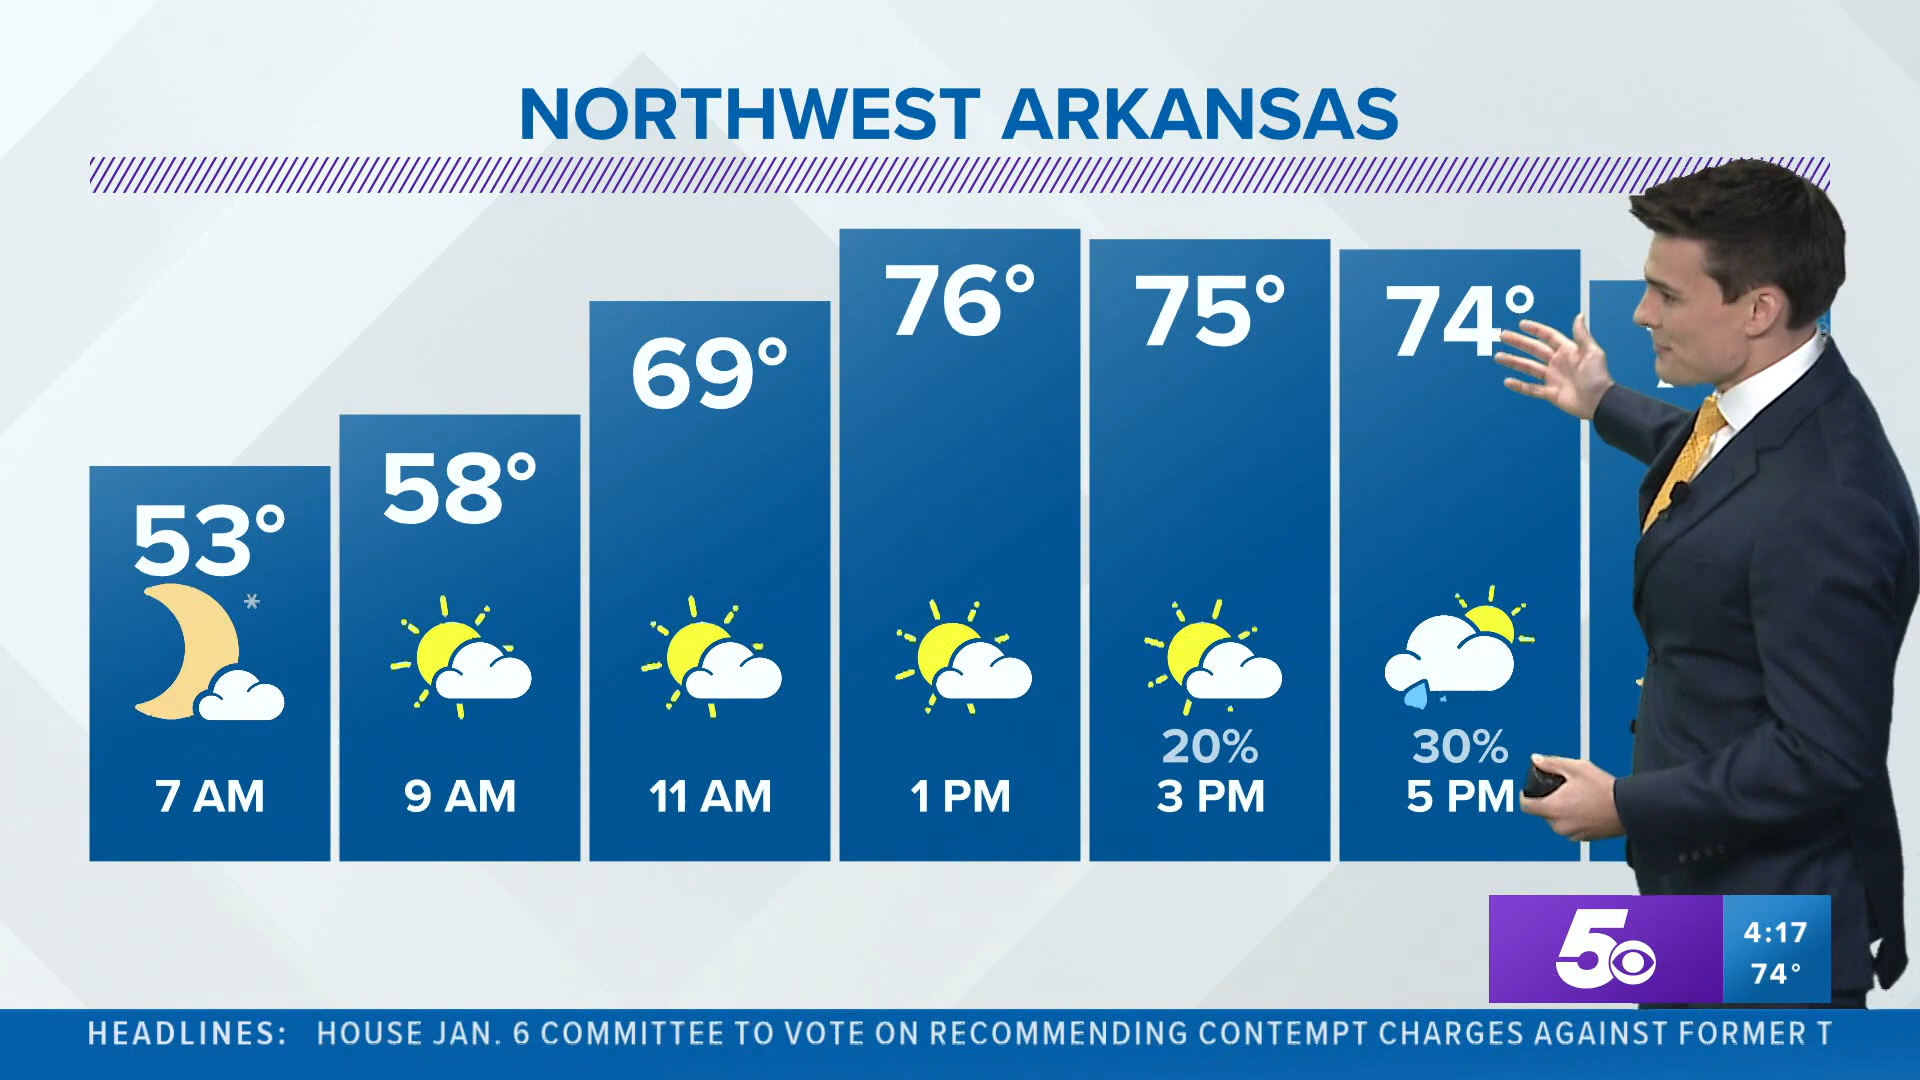 NORTHWEST ARKANSAS
53°
58°
69°
76°
75°
74°
20%
30%
7 AM
9 AM
11 AM
1 PM
3 PM
5 PM
5
4:17
74°
HEADLINES: HOUSE JAN. 6 COMMITTEE TO VOTE ON RECOMMENDING CONTEMPT CHARGES AGAINST FORMER T